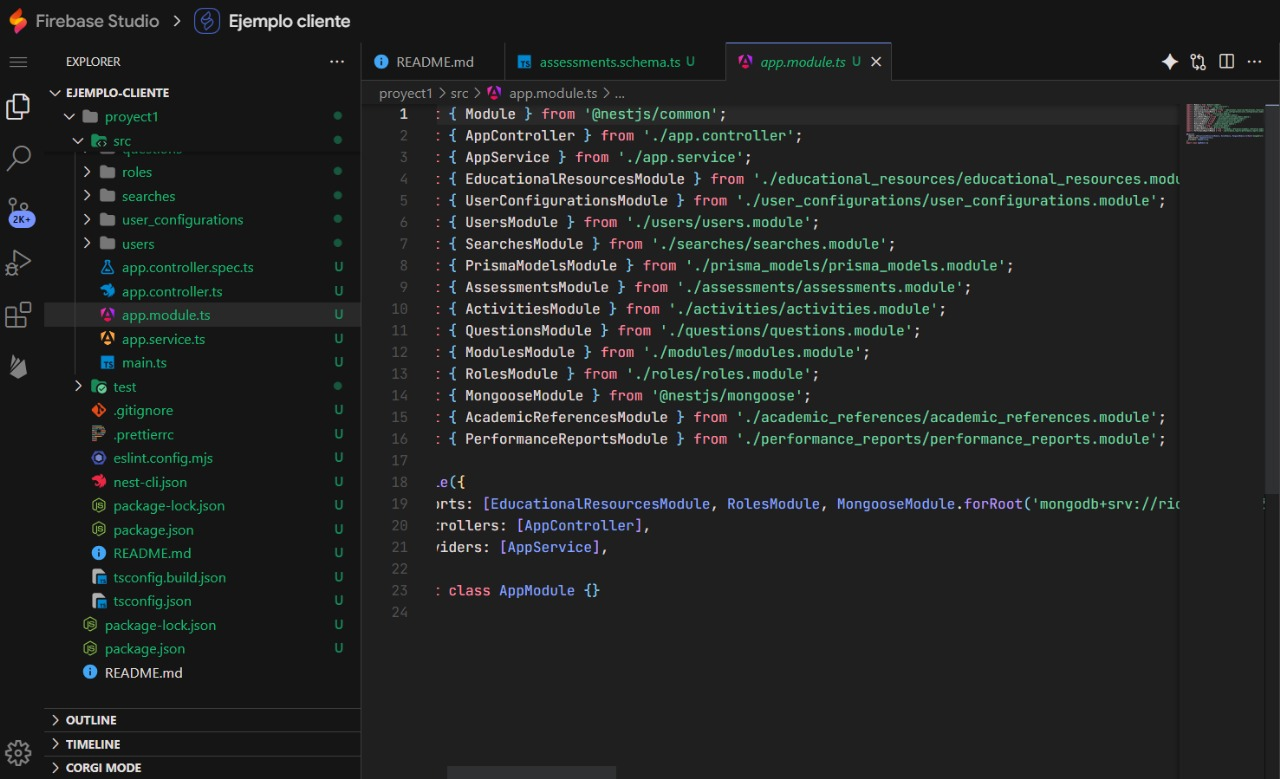 Firebase Studio > Ejemplo cliente
EXPLORER
EJEMPLO-CLIENTE
proyect1
src
questions
roles
searches
user_configurations
users
app.controller.spec.ts U
app.controller.ts U
app.module.ts U
app.service.ts U
main.ts U
test
.gitignore U
.prettierrc U
eslint.config.mjs U
nest-cli.json U
package-lock.json U
package.json U
README.md U
tsconfig.build.json U
tsconfig.json U
package-lock.json U
package.json U
README.md
OUTLINE
TIMELINE
CORGI MODE
2K+
README.md
assessments.schema.ts U
app.module.ts U
proyect1 > src > app.module.ts > ...
1 : { Module } from '@nestjs/common';
2 : { AppController } from './app.controller';
3 : { AppService } from './app.service';
4 : { EducationalResourcesModule } from './educational_resources/educational_resources.modu
5 : { UserConfigurationsModule } from './user_configurations/user_configurations.module';
6 : { UsersModule } from './users/users.module';
7 : { SearchesModule } from './searches/searches.module';
8 : { PrismaModelsModule } from './prisma_models/prisma_models.module';
9 : { AssessmentsModule } from './assessments/assessments.module';
10 : { ActivitiesModule } from './activities/activities.module';
11 : { QuestionsModule } from './questions/questions.module';
12 : { ModulesModule } from './modules/modules.module';
13 : { RolesModule } from './roles/roles.module';
14 : { MongooseModule } from '@nestjs/mongoose';
15 : { AcademicReferencesModule } from './academic_references/academic_references.module';
16 : { PerformanceReportsModule } from './performance_reports/performance_reports.module';
17
18 .e({
19 orts: [EducationalResourcesModule, RolesModule, MongooseModule.forRoot('mongodb+srv://ric
20 trollers: [AppController],
21 viders: [AppService],
22
23 : class AppModule {}
24